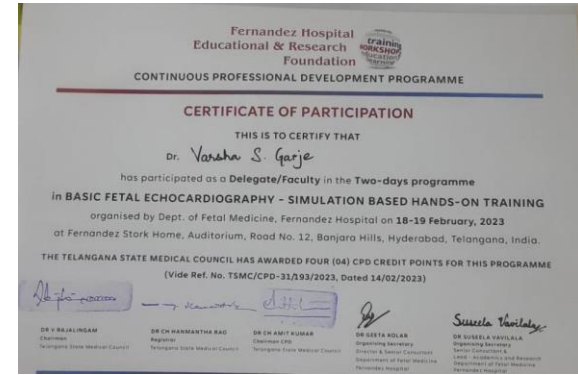 Fernandez Hospital
Educational & Research
Foundation
training
WORKSHOP
education
CONTINUOUS PROFESSIONAL DEVELOPMENT PROGRAMME
CERTIFICATE OF PARTICIPATION
THIS IS TO CERTIFY THAT
Dr. Varsha S. Garje
has participated as a Delegate/Faculty in the Two-days programme
in BASIC FETAL ECHOCARDIOGRAPHY - SIMULATION BASED HANDS-ON TRAINING
organised by Dept. of Fetal Medicine, Fernandez Hospital on 18-19 February, 2023
at Fernandez Stork Home, Auditorium, Road No. 12, Banjara Hills, Hyderabad, Telangana, India.
THE TELANGANA STATE MEDICAL COUNCIL HAS AWARDED FOUR (04) CPD CREDIT POINTS FOR THIS PROGRAMME
(Vide Ref. No. TSMC/CPD-31/193/2023, Dated 14/02/2023)
Suseela Vavilala
DR V RAJALINGAM
Chairman
Telangana State Medical Council
DR CH HANMANTHA RAO
Registrar
Telangana State Medical Council
DR CH AMIT KUMAR
Chairman CPD
Telangana State Medical Council
DR GEETA KOLAR
Organising Secretary
Director & Senior Consultant
Department of Fetal Medicine
Fernandez Hospital
DR SUSEELA VAVILALA
Organising Secretary
Senior Consultant &
Lead - Academics and Research
Department of Fetal Medicine
Fernandez Hospital